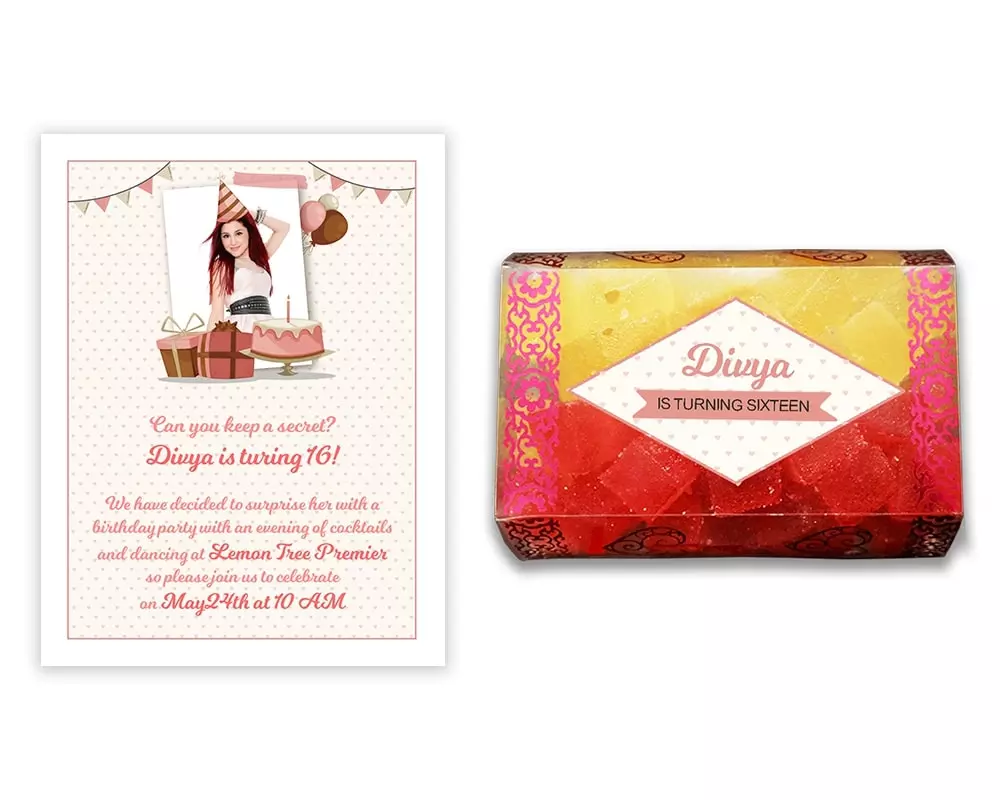 Can you keep a secret?
Divya is turing 16!
We have decided to surprise her with a
birthday party with an evening of cocktails
and dancing at Lemon Tree Premier
so please join us to celebrate
on May24th at 10 AM
Divya
IS TURNING SIXTEEN